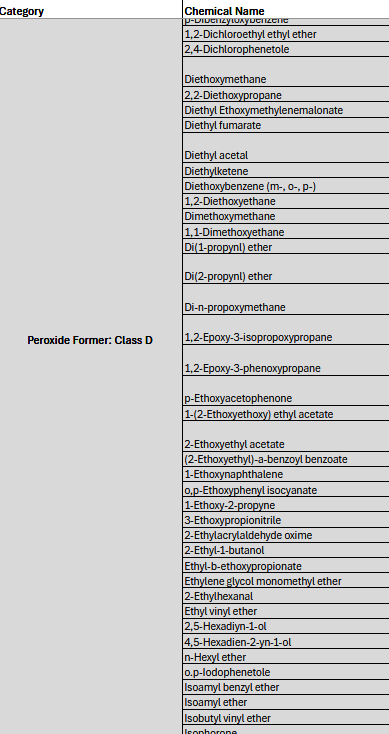 Category
Chemical Name
p-Dibenzyloxybenzene
1,2-Dichloroethyl ethyl ether
2,4-Dichlorophenetole
Diethoxymethane
2,2-Diethoxypropane
Diethyl Ethoxymethylenemalonate
Diethyl fumarate
Diethyl acetal
Diethylketene
Diethoxybenzene (m-, o-, p-)
1,2-Diethoxyethane
Dimethoxymethane
1,1-Dimethoxyethane
Di(1-propynl) ether
Di(2-propynl) ether
Di-n-propoxymethane
1,2-Epoxy-3-isopropoxypropane
Peroxide Former: Class D
1,2-Epoxy-3-phenoxypropane
p-Ethoxyacetophenone
1-(2-Ethoxyethoxy) ethyl acetate
2-Ethoxyethyl acetate
(2-Ethoxyethyl)-a-benzoyl benzoate
1-Ethoxynaphthalene
o,p-Ethoxyphenyl isocyanate
1-Ethoxy-2-propyne
3-Ethoxypropionitrile
2-Ethylacrylaldehyde oxime
2-Ethyl-1-butanol
Ethyl-b-ethoxypropionate
Ethylene glycol monomethyl ether
2-Ethylhexanal
Ethyl vinyl ether
2,5-Hexadiyn-1-ol
4,5-Hexadien-2-yn-1-ol
n-Hexyl ether
o.p-Iodophenetole
Isoamyl benzyl ether
Isoamyl ether
Isobutyl vinyl ether
Isophorone